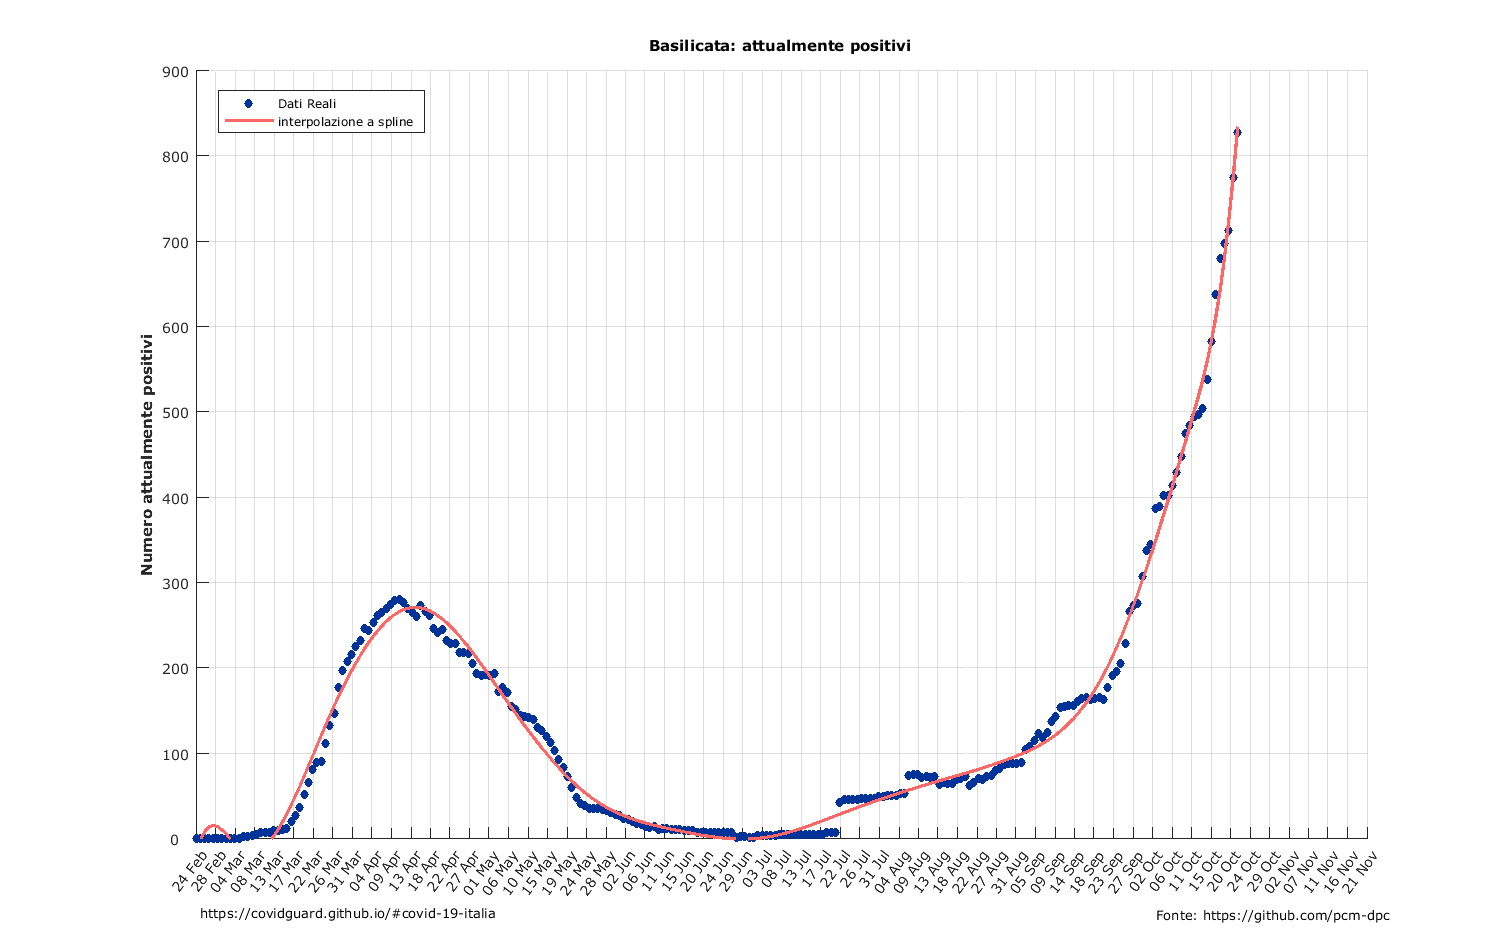 Basilicata: attualmente positivi
900
800
700
600
500
400
300
200
100
0
Dati Reali
interpolazione a spline
Numero attualmente positivi
24 Feb
28 Feb
04 Mar
08 Mar
13 Mar
17 Mar
22 Mar
26 Mar
31 Mar
04 Apr
09 Apr
13 Apr
18 Apr
22 Apr
27 Apr
01 May
06 May
10 May
15 May
19 May
24 May
28 May
02 Jun
06 Jun
11 Jun
15 Jun
20 Jun
24 Jun
29 Jun
03 Jul
08 Jul
13 Jul
17 Jul
22 Jul
26 Jul
31 Jul
04 Aug
09 Aug
13 Aug
18 Aug
22 Aug
27 Aug
31 Aug
05 Sep
09 Sep
14 Sep
18 Sep
23 Sep
27 Sep
02 Oct
06 Oct
11 Oct
15 Oct
20 Oct
24 Oct
29 Oct
02 Nov
07 Nov
11 Nov
16 Nov
21 Nov
https://covidguard.github.io/#covid-19-italia
Fonte: https://github.com/pcm-dpc